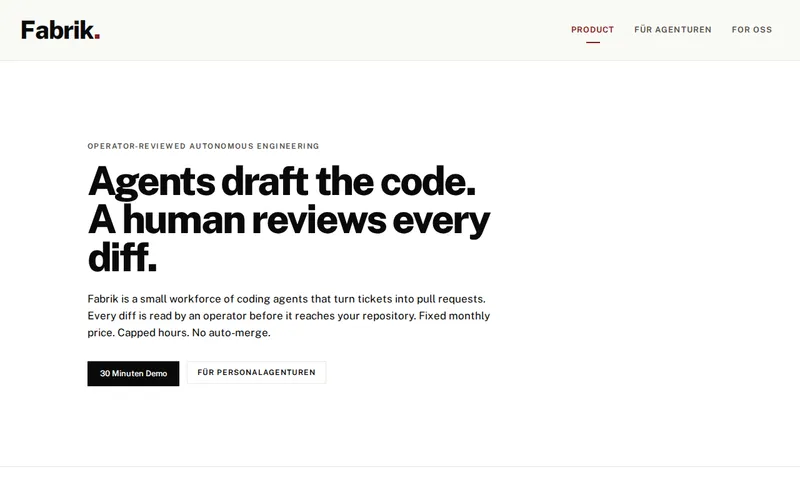 Fabrik.
PRODUCT
FÜR AGENTUREN
FOR OSS
OPERATOR-REVIEWED AUTONOMOUS ENGINEERING
Agents draft the code.
A human reviews every
diff.
Fabrik is a small workforce of coding agents that turn tickets into pull requests.
Every diff is read by an operator before it reaches your repository. Fixed monthly
price. Capped hours. No auto-merge.
30 Minuten Demo
FÜR PERSONALAGENTUREN